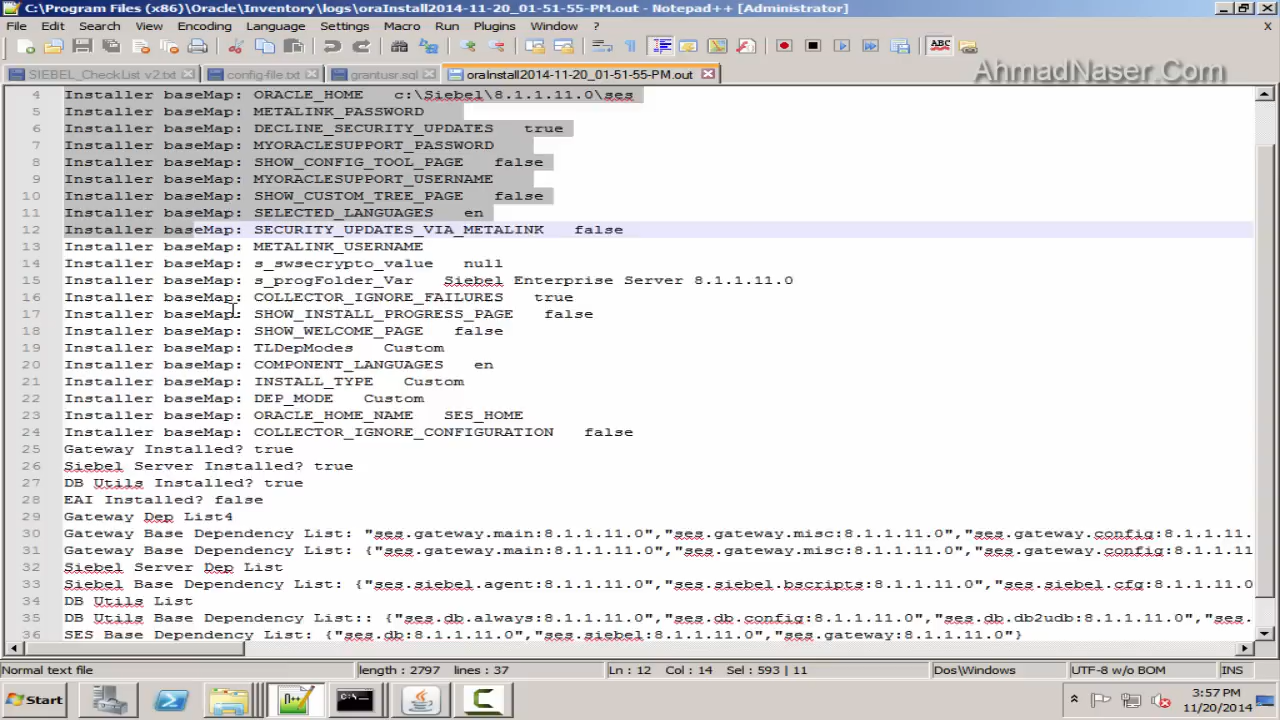 C:\Program Files (x86)\Oracle\Inventory\logs\oraInstall2014-11-20_01-51-55-PM.out - Notepad++ [Administrator]
File Edit Search View Encoding Language Settings Macro Run Plugins Window ?
SIEBEL_CheckList v2.txt config-file.txt grantusr.sql oraInstall2014-11-20_01-51-55-PM.out
AhmadNaser.Com
4 Installer baseMap: ORACLE_HOME c:\Siebel\8.1.1.11.0\ses
5 Installer baseMap: METALINK_PASSWORD
6 Installer baseMap: DECLINE_SECURITY_UPDATES true
7 Installer baseMap: MYORACLESUPPORT_PASSWORD
8 Installer baseMap: SHOW_CONFIG_TOOL_PAGE false
9 Installer baseMap: MYORACLESUPPORT_USERNAME
10 Installer baseMap: SHOW_CUSTOM_TREE_PAGE false
11 Installer baseMap: SELECTED_LANGUAGES en
12 Installer baseMap: SECURITY_UPDATES_VIA_METALINK false
13 Installer baseMap: METALINK_USERNAME
14 Installer baseMap: s_swsecrypto_value null
15 Installer baseMap: s_progFolder_Var Siebel Enterprise Server 8.1.1.11.0
16 Installer baseMap: COLLECTOR_IGNORE_FAILURES true
17 Installer baseMap: SHOW_INSTALL_PROGRESS_PAGE false
18 Installer baseMap: SHOW_WELCOME_PAGE false
19 Installer baseMap: TLDepModes Custom
20 Installer baseMap: COMPONENT_LANGUAGES en
21 Installer baseMap: INSTALL_TYPE Custom
22 Installer baseMap: DEP_MODE Custom
23 Installer baseMap: ORACLE_HOME_NAME SES_HOME
24 Installer baseMap: COLLECTOR_IGNORE_CONFIGURATION false
25 Gateway Installed? true
26 Siebel Server Installed? true
27 DB Utils Installed? true
28 EAI Installed? false
29 Gateway Dep List4
30 Gateway Base Dependency List: "ses.gateway.main:8.1.1.11.0","ses.gateway.misc:8.1.1.11.0","ses.gateway.config:8.1.1.11.
31 Gateway Base Dependency List: {"ses.gateway.main:8.1.1.11.0","ses.gateway.misc:8.1.1.11.0","ses.gateway.config:8.1.1.11
32 Siebel Server Dep List
33 Siebel Base Dependency List: {"ses.siebel.agent:8.1.1.11.0","ses.siebel.bscripts:8.1.1.11.0","ses.siebel.cfg:8.1.1.11.0
34 DB Utils List
35 DB Utils Base Dependency List:: {"ses.db.always:8.1.1.11.0","ses.db.config:8.1.1.11.0","ses.db.db2udb:8.1.1.11.0","ses.
36 SES Base Dependency List: {"ses.db:8.1.1.11.0","ses.siebel:8.1.1.11.0","ses.gateway:8.1.1.11.0"}
Normal text file length : 2797 lines : 37 Ln : 12 Col : 14 Sel : 593 | 11 Dos\Windows UTF-8 w/o BOM INS
Start 3:57 PM
11/20/2014